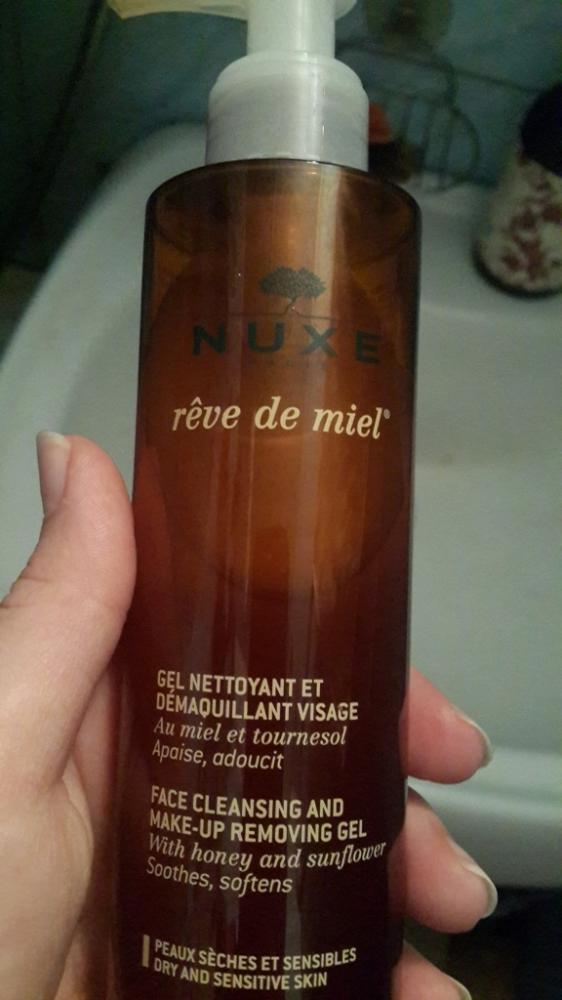 NUXE
rêve de miel®
GEL NETTOYANT ET
DÉMAQUILLANT VISAGE
Au miel et tournesol
Apaise, adoucit
FACE CLEANSING AND
MAKE-UP REMOVING GEL
With honey and sunflower
Soothes, softens
PEAUX SÈCHES ET SENSIBLES
DRY AND SENSITIVE SKIN